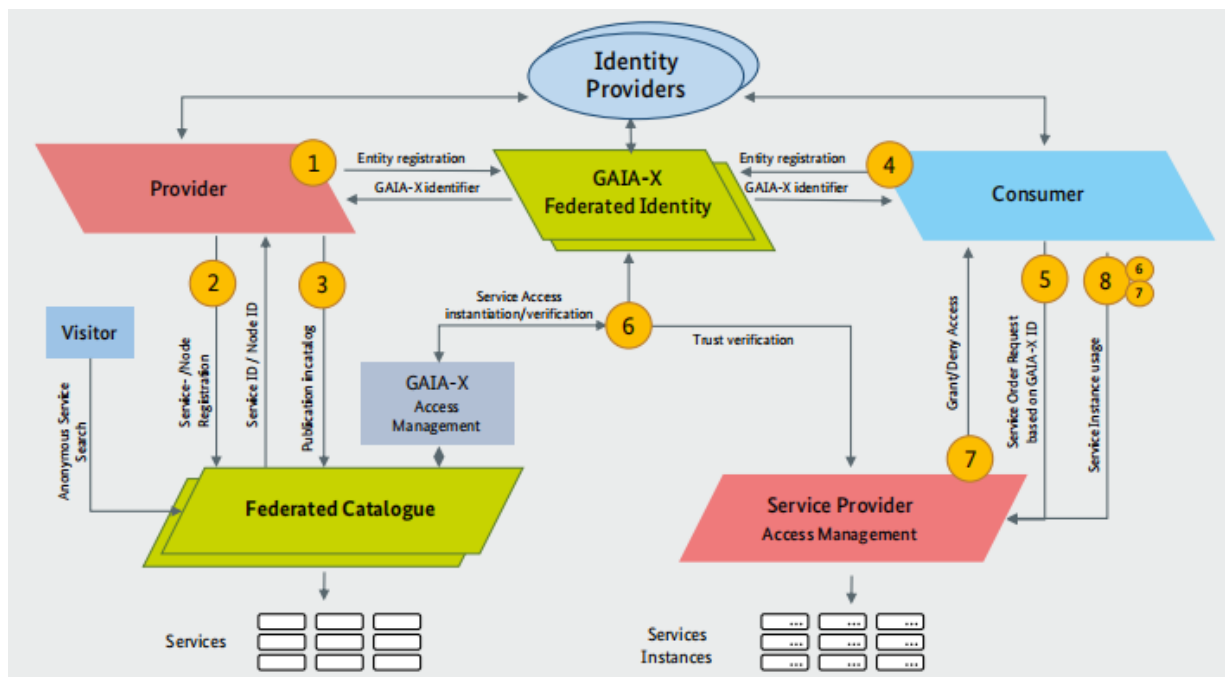 Identity
Providers
Provider
1
Entity registration
GAIA-X identifier
GAIA-X
Federated Identity
Entity registration
GAIA-X identifier
4
Consumer
2
3
Service-/Node
Registration
Service ID / Node ID
Publication incatalog
Visitor
Anonymous Service
Search
Service Access
instantiation/verification
6
Trust verification
GAIA-X
Access
Management
Grant/Deny Access
5
Service Order Request
based on GAIA-X ID
8
6
7
Service Instance usage
7
Federated Catalogue
Service Provider
Access Management
Services
Services
Instances
... ... ...
... ... ...
... ... ...